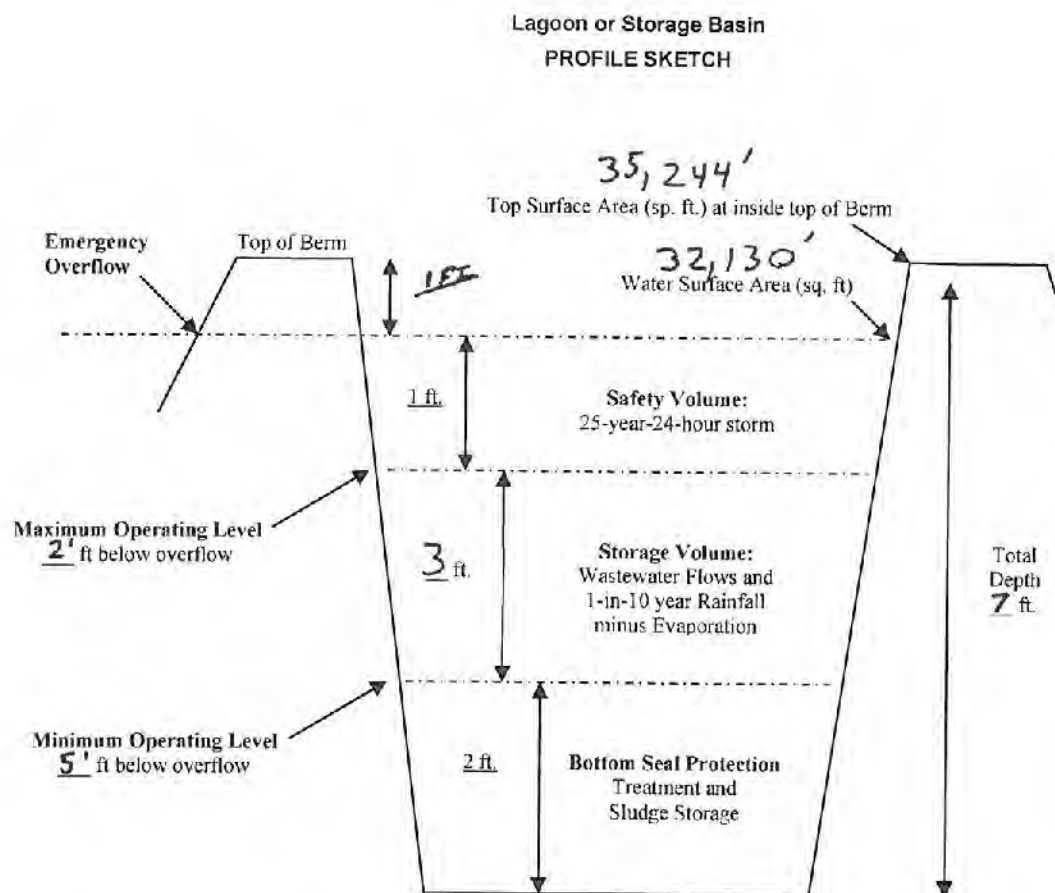 Lagoon or Storage Basin
PROFILE SKETCH
35,244'
Top Surface Area (sp. ft.) at inside top of Berm
Emergency
Overflow
Top of Berm
1 FT
32,130'
Water Surface Area (sq. ft)
1 ft.
Safety Volume:
25-year-24-hour storm
Maximum Operating Level
2' ft below overflow
3 ft.
Storage Volume:
Wastewater Flows and
1-in-10 year Rainfall
minus Evaporation
Total
Depth
7 ft.
Minimum Operating Level
5' ft below overflow
2 ft.
Bottom Seal Protection
Treatment and
Sludge Storage